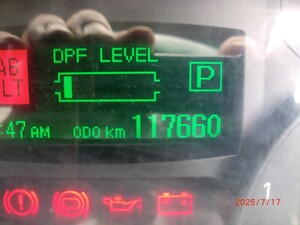 DPF LEVEL
P
:47 AM ODO km 117660
1
2025/7/17